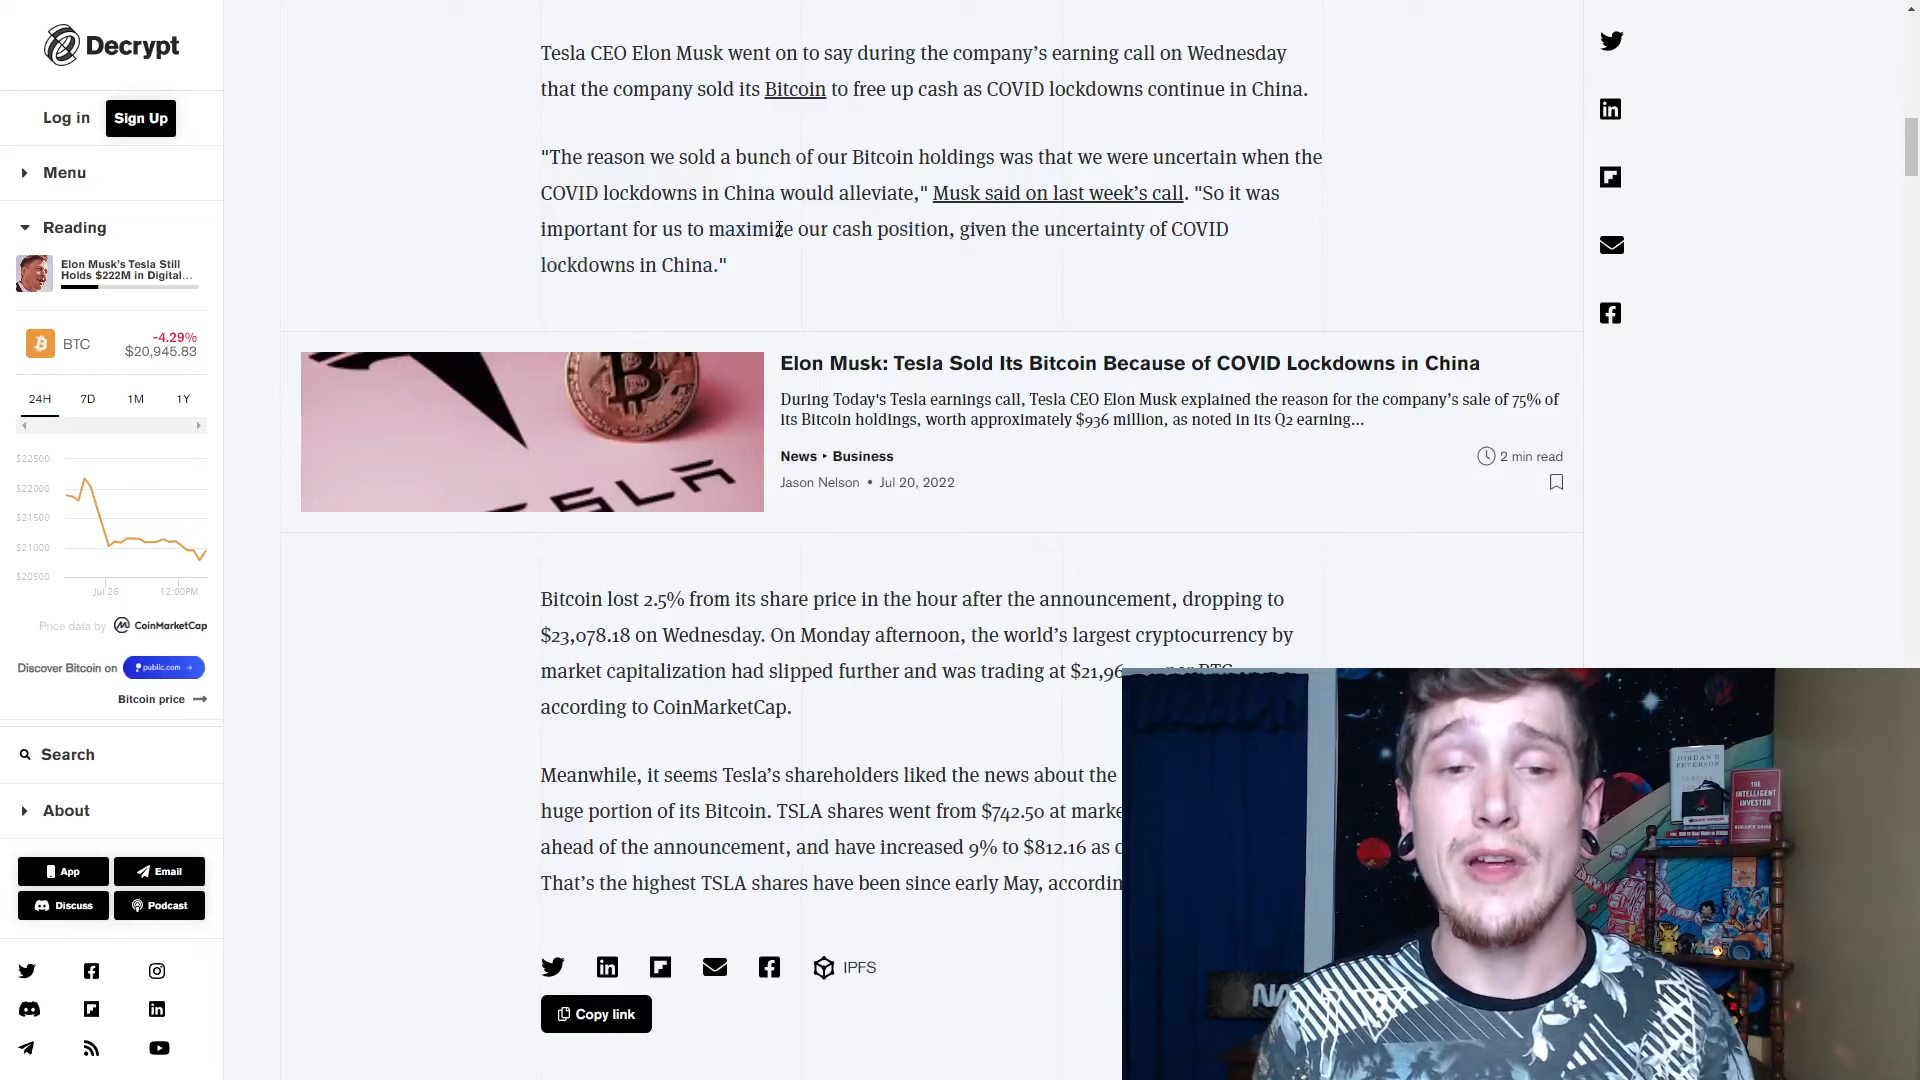 Decrypt
Log in
Sign Up
Menu
Reading
Elon Musk's Tesla Still
Holds $222M in Digital...
BTC
-4.29%
$20,945.83
24H 7D 1M 1Y
$22500
$22000
$21500
$21000
$20500
Jul 26 12:00PM
Price data by CoinMarketCap
Discover Bitcoin on public.com →
Bitcoin price
Search
About
App
Email
Discuss
Podcast
Tesla CEO Elon Musk went on to say during the company’s earning call on Wednesday
that the company sold its Bitcoin to free up cash as COVID lockdowns continue in China.
"The reason we sold a bunch of our Bitcoin holdings was that we were uncertain when the
COVID lockdowns in China would alleviate," Musk said on last week’s call. "So it was
important for us to maximize our cash position, given the uncertainty of COVID
lockdowns in China."
TESLA
Elon Musk: Tesla Sold Its Bitcoin Because of COVID Lockdowns in China
During Today's Tesla earnings call, Tesla CEO Elon Musk explained the reason for the company’s sale of 75% of
its Bitcoin holdings, worth approximately $936 million, as noted in its Q2 earning...
News ‣ Business
2 min read
Jason Nelson • Jul 20, 2022
Bitcoin lost 2.5% from its share price in the hour after the announcement, dropping to
$23,078.18 on Wednesday. On Monday afternoon, the world’s largest cryptocurrency by
market capitalization had slipped further and was trading at $21,96 per BTC
according to CoinMarketCap.
Meanwhile, it seems Tesla’s shareholders liked the news about the
huge portion of its Bitcoin. TSLA shares went from $742.50 at marke
ahead of the announcement, and have increased 9% to $812.16 as o
That’s the highest TSLA shares have been since early May, accordin
IPFS
Copy link
JORDAN B
PETERSON
THE
INTELLIGENT
INVESTOR
NA